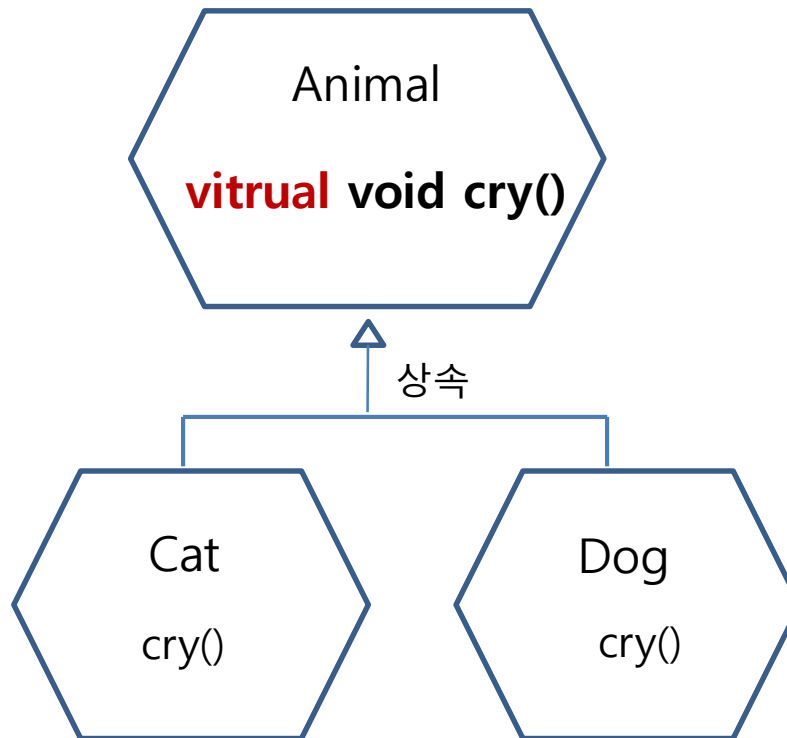 Animal
vitrual void cry()
상속
Cat
cry()
Dog
cry()